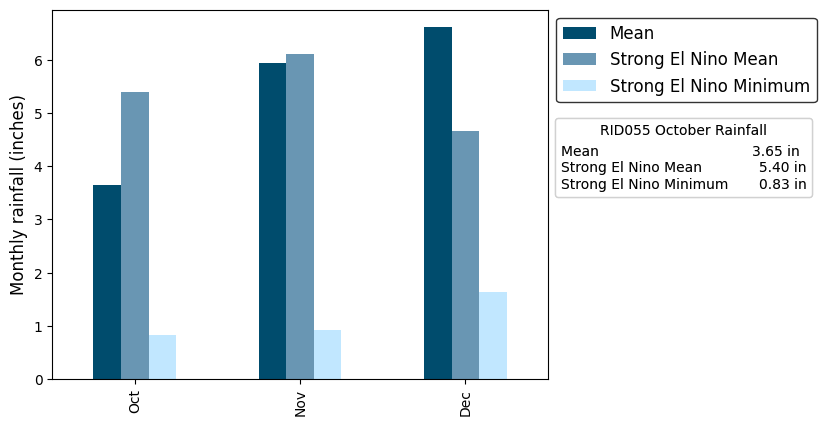 Monthly rainfall (inches)
6
5
4
3
2
1
0
Oct
Nov
Dec
Mean
Strong El Nino Mean
Strong El Nino Minimum
RID055 October Rainfall
Mean 3.65 in
Strong El Nino Mean 5.40 in
Strong El Nino Minimum 0.83 in